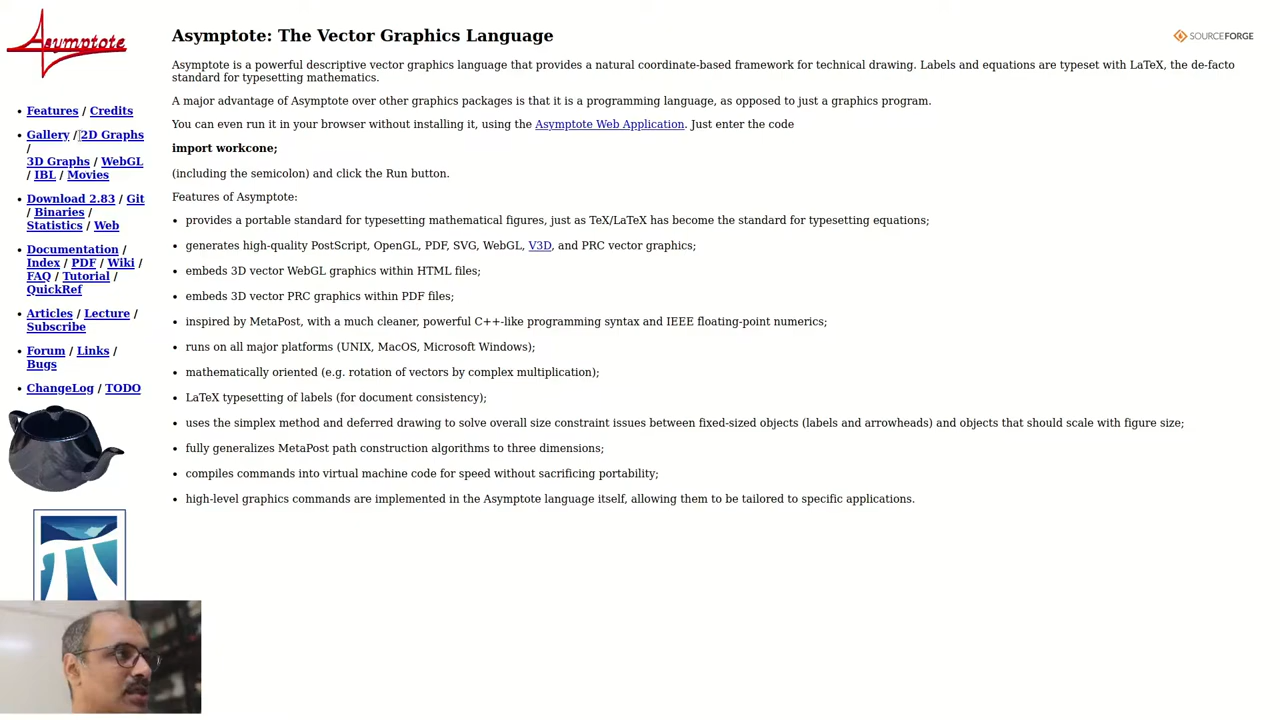 Asymptote
Asymptote: The Vector Graphics Language
SOURCEFORGE
Asymptote is a powerful descriptive vector graphics language that provides a natural coordinate-based framework for technical drawing. Labels and equations are typeset with LaTeX, the de-facto
standard for typesetting mathematics.
A major advantage of Asymptote over other graphics packages is that it is a programming language, as opposed to just a graphics program.
You can even run it in your browser without installing it, using the Asymptote Web Application. Just enter the code
import workcone;
(including the semicolon) and click the Run button.
Features of Asymptote:
• provides a portable standard for typesetting mathematical figures, just as TeX/LaTeX has become the standard for typesetting equations;
• generates high-quality PostScript, OpenGL, PDF, SVG, WebGL, V3D, and PRC vector graphics;
• embeds 3D vector WebGL graphics within HTML files;
• embeds 3D vector PRC graphics within PDF files;
• inspired by MetaPost, with a much cleaner, powerful C++-like programming syntax and IEEE floating-point numerics;
• runs on all major platforms (UNIX, MacOS, Microsoft Windows);
• mathematically oriented (e.g. rotation of vectors by complex multiplication);
• LaTeX typesetting of labels (for document consistency);
• uses the simplex method and deferred drawing to solve overall size constraint issues between fixed-sized objects (labels and arrowheads) and objects that should scale with figure size;
• fully generalizes MetaPost path construction algorithms to three dimensions;
• compiles commands into virtual machine code for speed without sacrificing portability;
• high-level graphics commands are implemented in the Asymptote language itself, allowing them to be tailored to specific applications.
• Features / Credits
• Gallery / 2D Graphs
/
3D Graphs / WebGL
/ IBL / Movies
• Download 2.83 / Git
/ Binaries /
Statistics / Web
• Documentation /
Index / PDF / Wiki /
FAQ / Tutorial /
QuickRef
• Articles / Lecture /
Subscribe
• Forum / Links /
Bugs
• ChangeLog / TODO